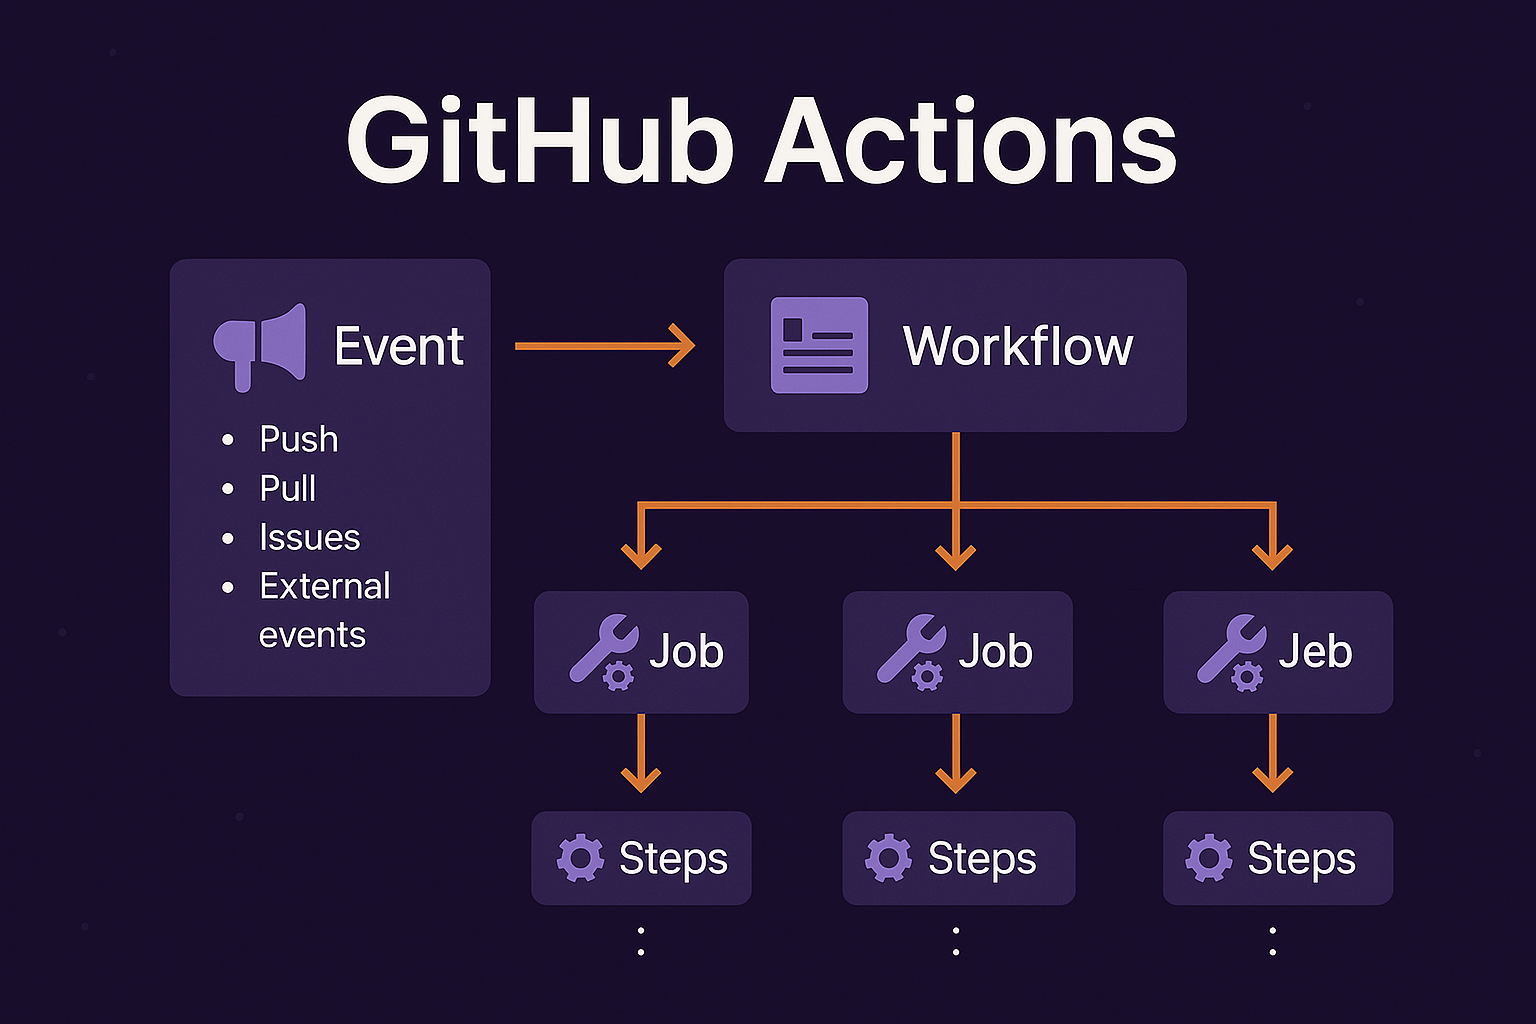 GitHub Actions
Event
• Push
• Pull
• Issues
• External
events
Workflow
Job
Job
Jeb
Steps
Steps
Steps